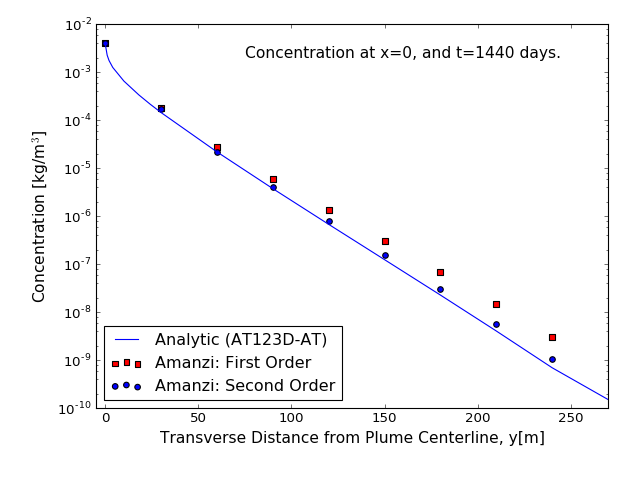 Concentration at x=0, and t=1440 days.
Concentration [kg/m³]
10⁻²
10⁻³
10⁻⁴
10⁻⁵
10⁻⁶
10⁻⁷
10⁻⁸
10⁻⁹
10⁻¹⁰
Analytic (AT123D-AT)
Amanzi: First Order
Amanzi: Second Order
0 50 100 150 200 250
Transverse Distance from Plume Centerline, y[m]